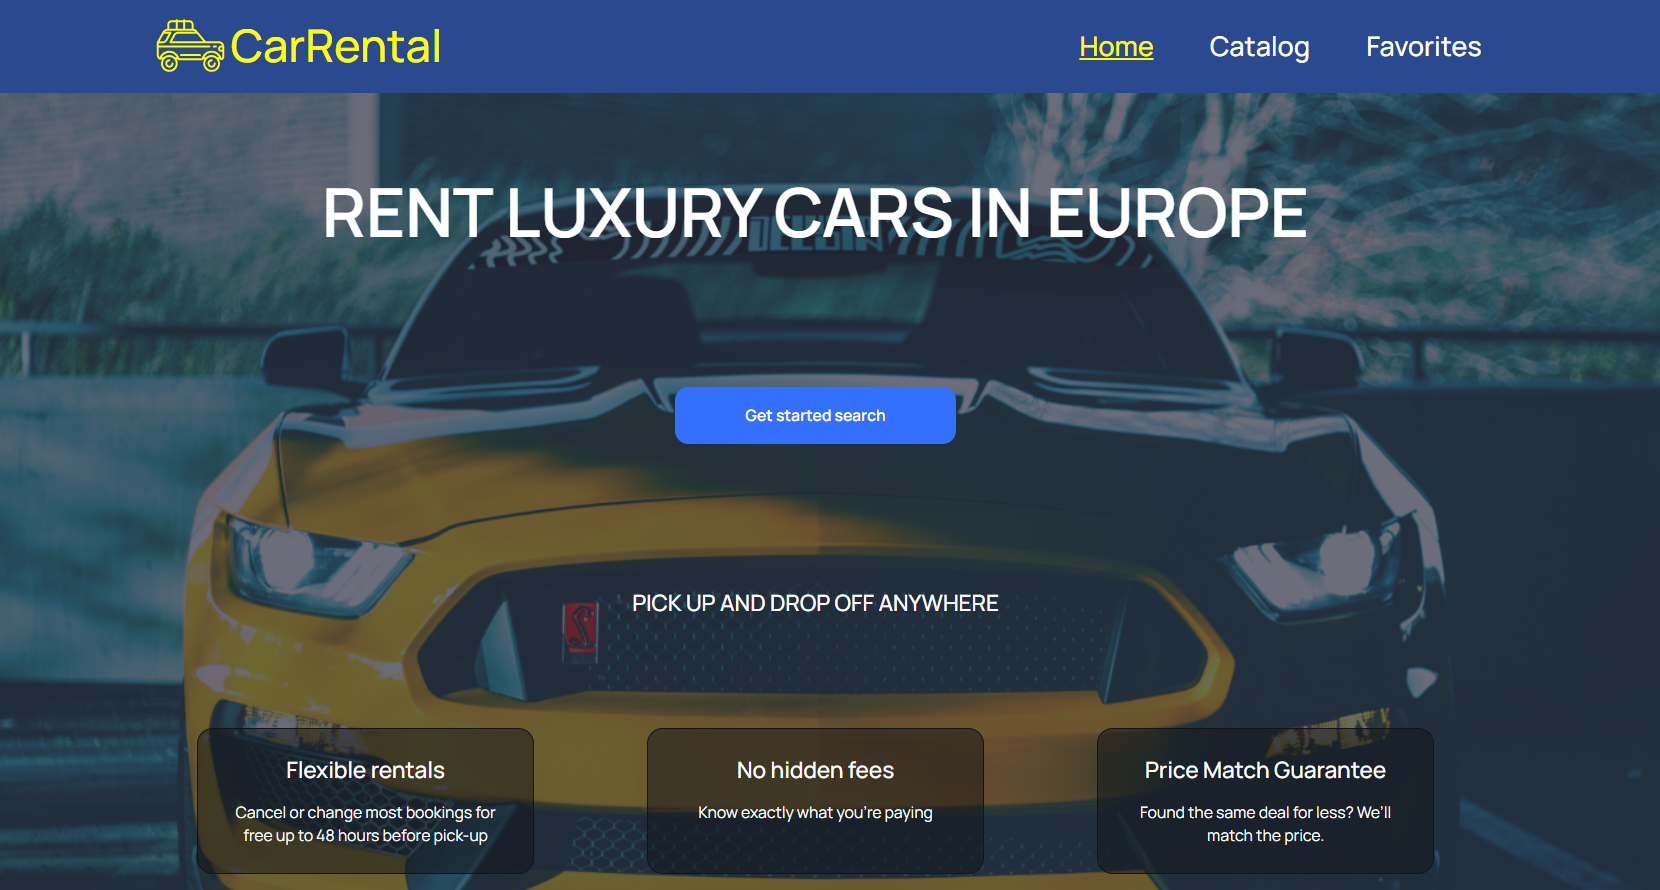 CarRental
Home
Catalog
Favorites
RENT LUXURY CARS IN EUROPE
Get started search
PICK UP AND DROP OFF ANYWHERE
Flexible rentals
Cancel or change most bookings for
free up to 48 hours before pick-up
No hidden fees
Know exactly what you're paying
Price Match Guarantee
Found the same deal for less? We'll
match the price.